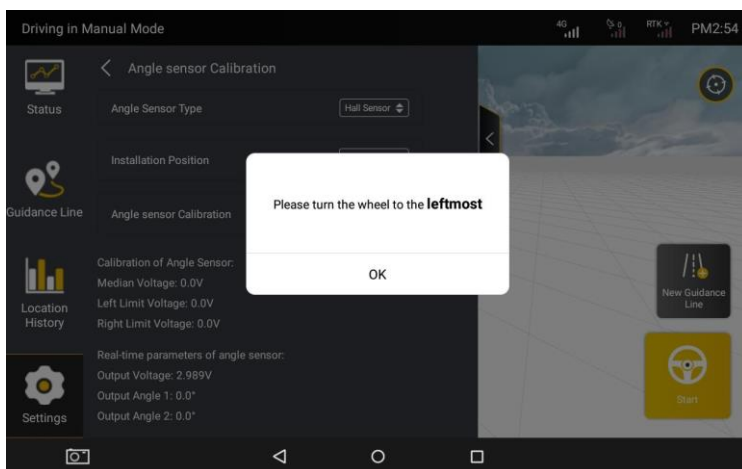 Driving in Manual Mode
4G
0
RTK
PM2:54
Status
Angle sensor Calibration
Angle Sensor Type
Hall Sensor
Installation Position
Guidance Line
Angle sensor Calibration
Please turn the wheel to the leftmost
OK
Calibration of Angle Sensor:
Median Voltage: 0.0V
Left Limit Voltage: 0.0V
Right Limit Voltage: 0.0V
Location
History
Real-time parameters of angle sensor:
Output Voltage: 2.989V
Output Angle 1: 0.0°
Output Angle 2: 0.0°
Settings
New Guidance
Line
Start